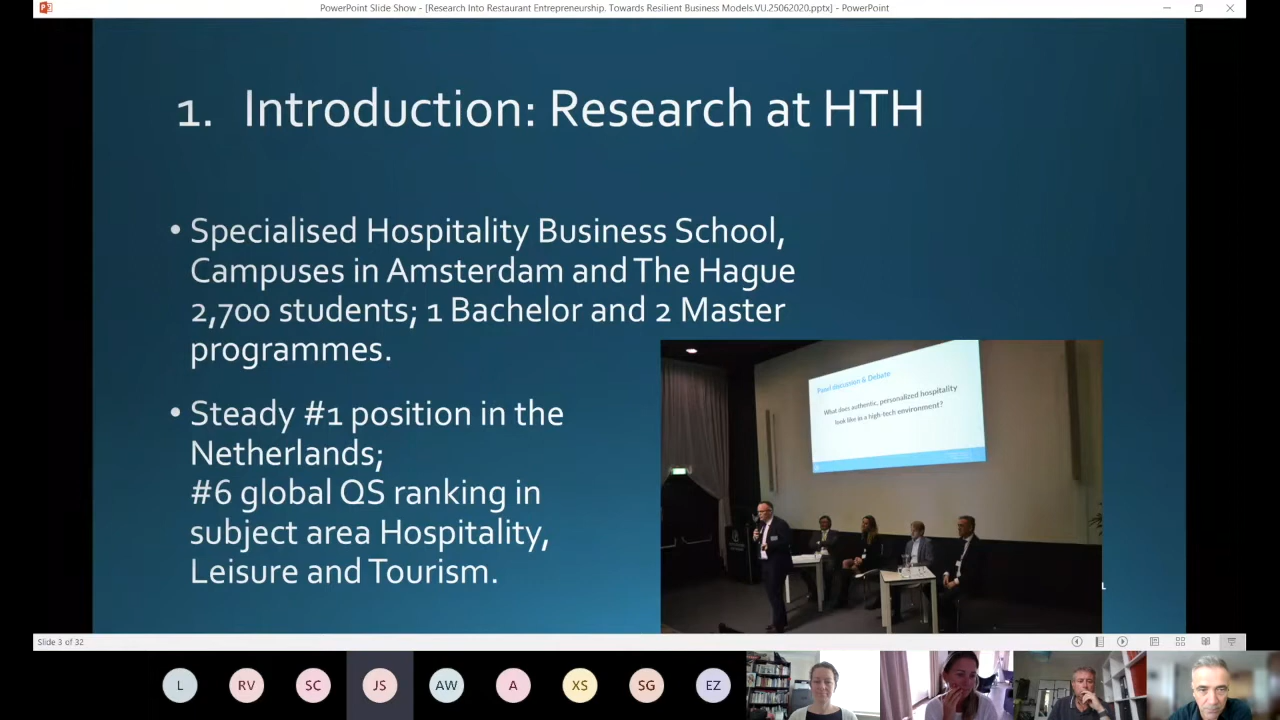 PowerPoint Slide Show - [Research Into Restaurant Entrepreneurship. Towards Resilient Business Models.VU.25062020.pptx] - PowerPoint
1. Introduction: Research at HTH
• Specialised Hospitality Business School,
Campuses in Amsterdam and The Hague
2,700 students; 1 Bachelor and 2 Master
programmes.
• Steady #1 position in the
Netherlands;
#6 global QS ranking in
subject area Hospitality,
Leisure and Tourism.
Panel discussion & Debate
What does authentic, personalized hospitality
look like in a high-tech environment?
Slide 3 of 32
L
RV
SC
JS
AW
A
XS
SG
EZ